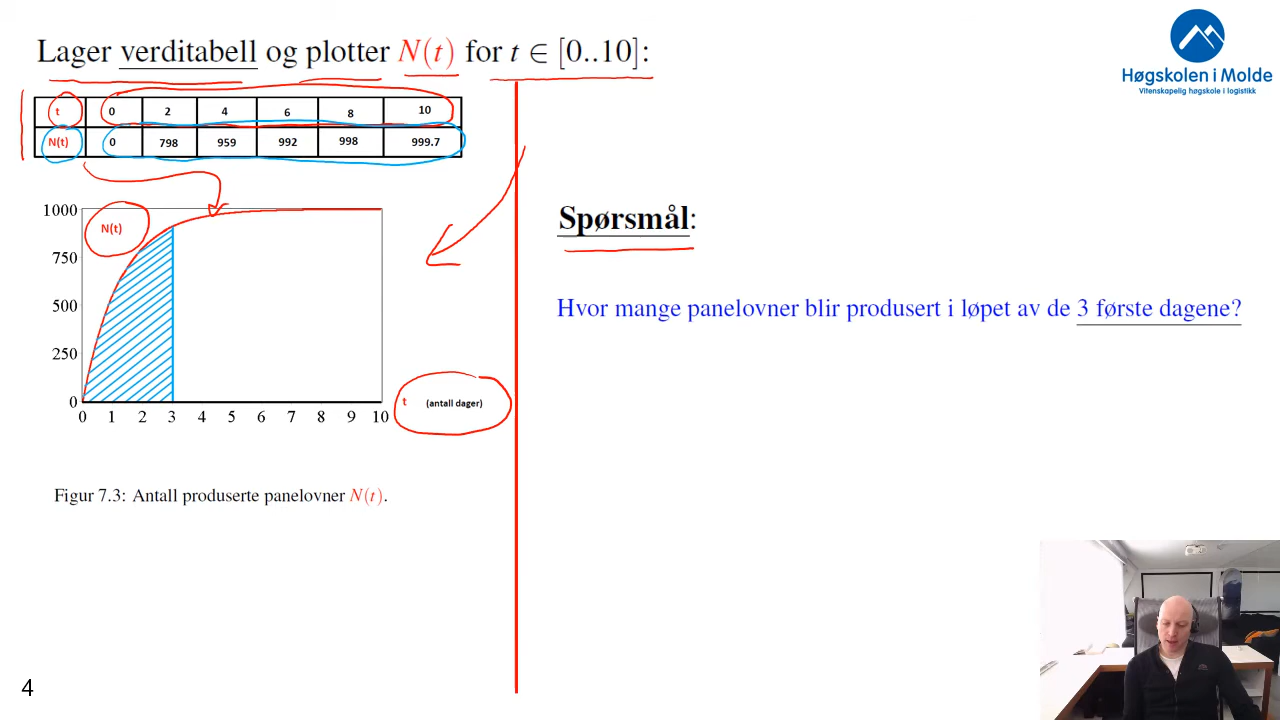 Lager verditabell og plotter N(t) for t ∈ [0..10]:
Høgskolen i Molde
Vitenskapelig høgskole i logistikk
t 0 2 4 6 8 10
N(t) 0 798 959 992 998 999.7
1000
750
500
250
0
N(t)
0 1 2 3 4 5 6 7 8 9 10
t (antall dager)
Figur 7.3: Antall produserte panelovner N(t).
Spørsmål:
Hvor mange panelovner blir produsert i løpet av de 3 første dagene?
4